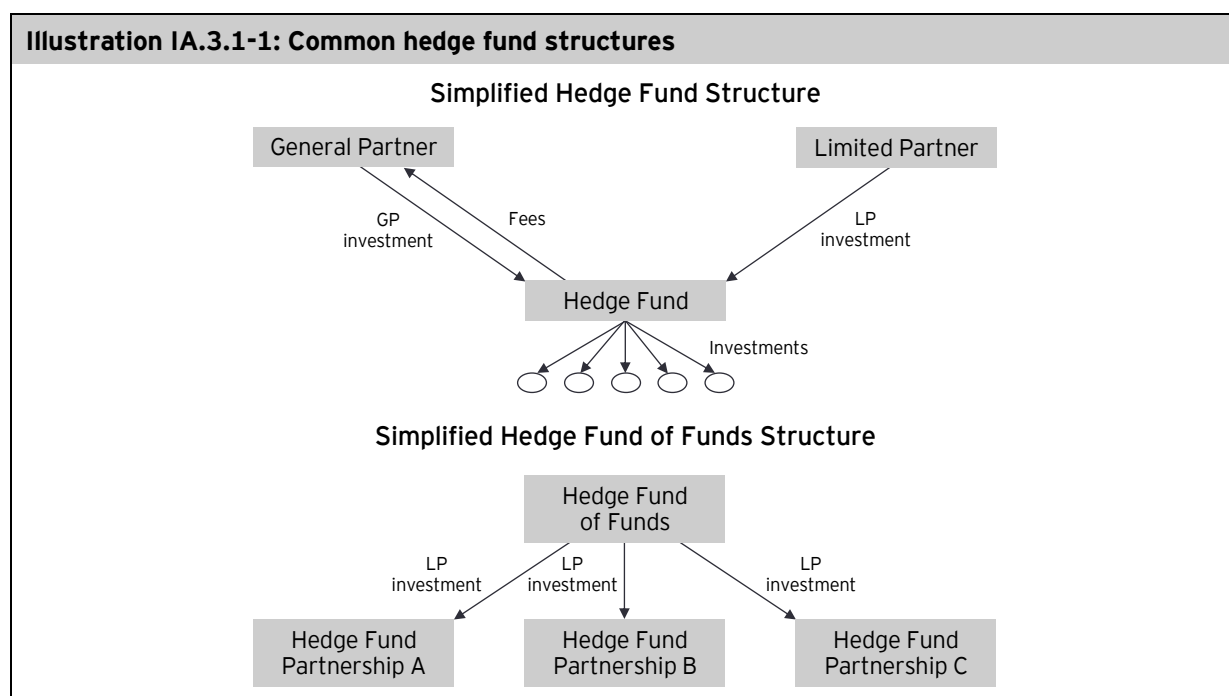 Illustration IA.3.1-1: Common hedge fund structures
Simplified Hedge Fund Structure
General Partner
Limited Partner
GP
investment
Fees
LP
investment
Hedge Fund
Investments
Simplified Hedge Fund of Funds Structure
Hedge Fund
of Funds
LP
investment
LP
investment
LP
investment
Hedge Fund
Partnership A
Hedge Fund
Partnership B
Hedge Fund
Partnership C